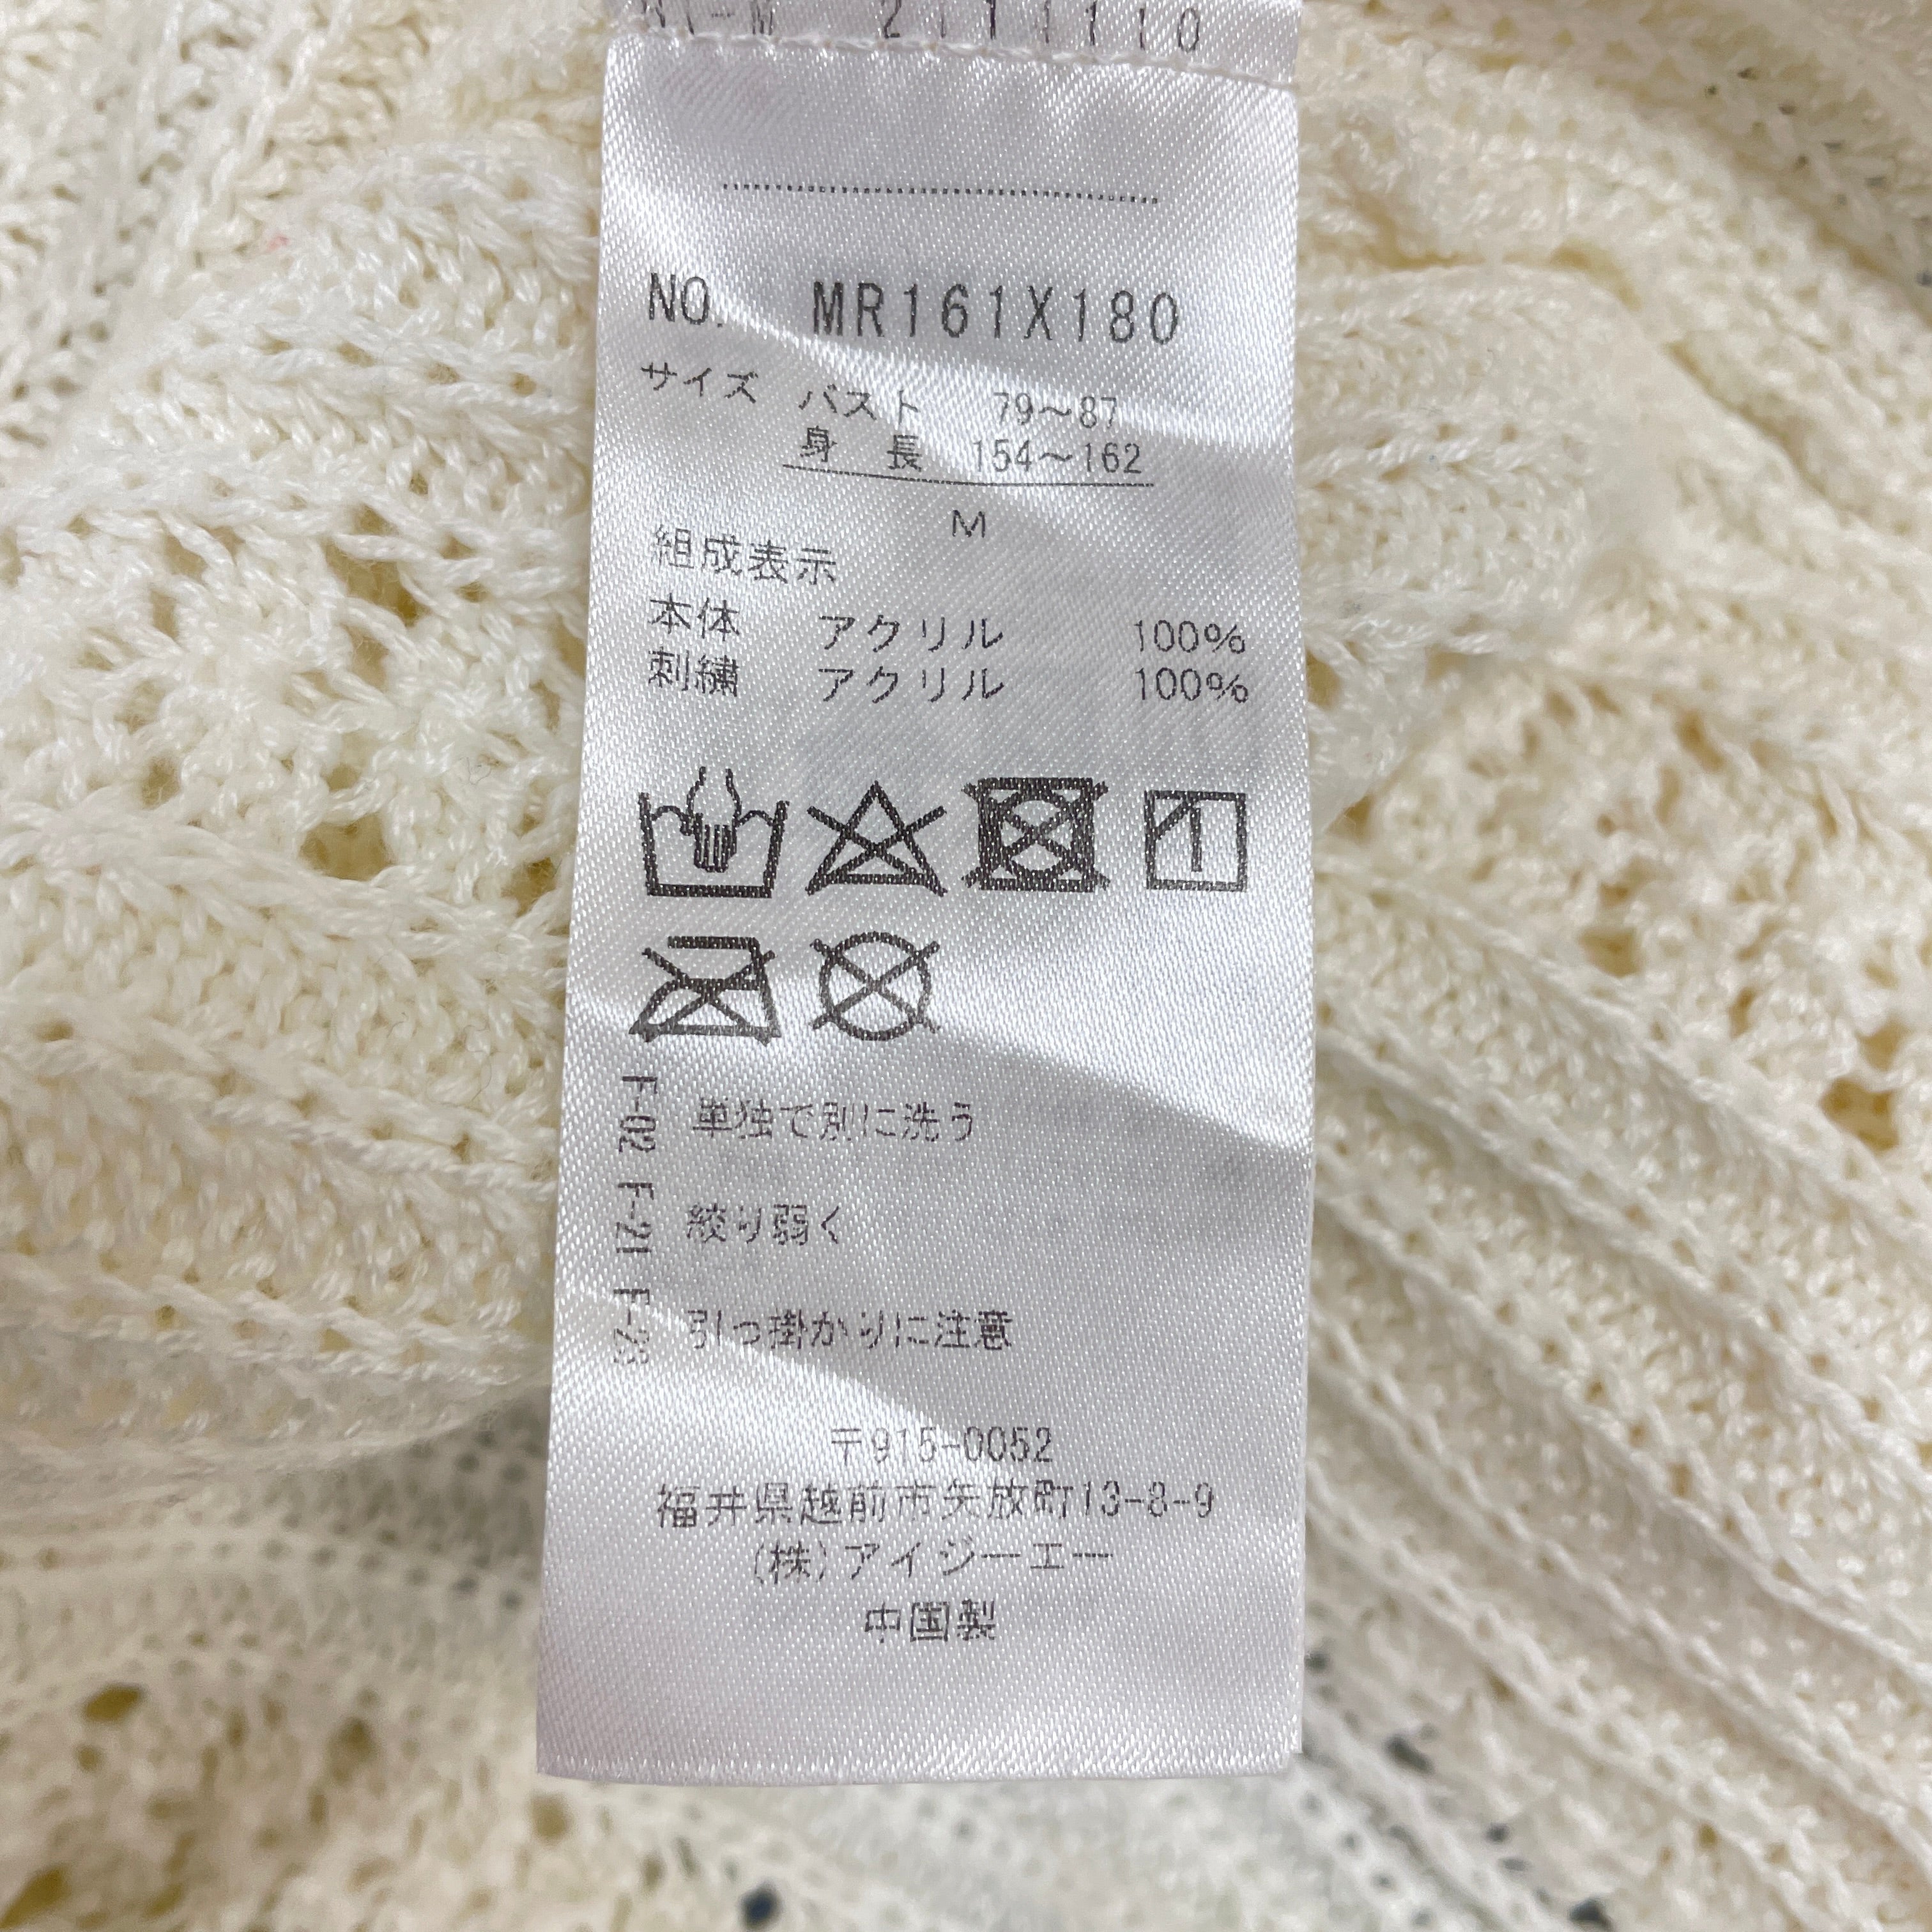 NO. MR161X180
サイズ バスト 79〜87
身 長 154〜162
M
組成表示
本体 アクリル 100%
刺繍 アクリル 100%
F-02 単独で別に洗う
F-21 絞り弱く
F-23 引っ掛かりに注意
〒915-0052
福井県越前市矢放町13-8-9
(株)アイジーエー
中国製